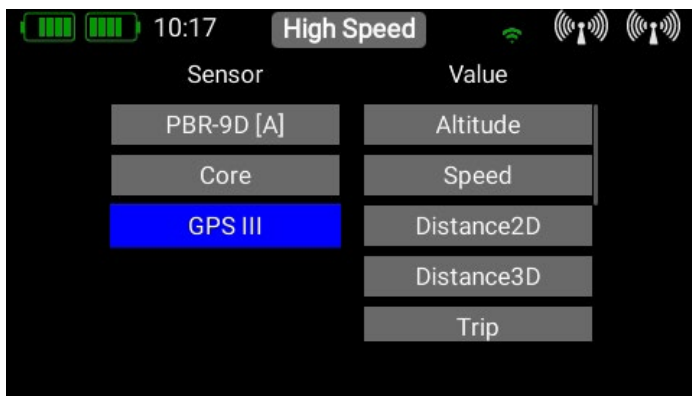 10:17 High Speed
Sensor Value
PBR-9D [A] Altitude
Core Speed
GPS III Distance2D
Distance3D
Trip